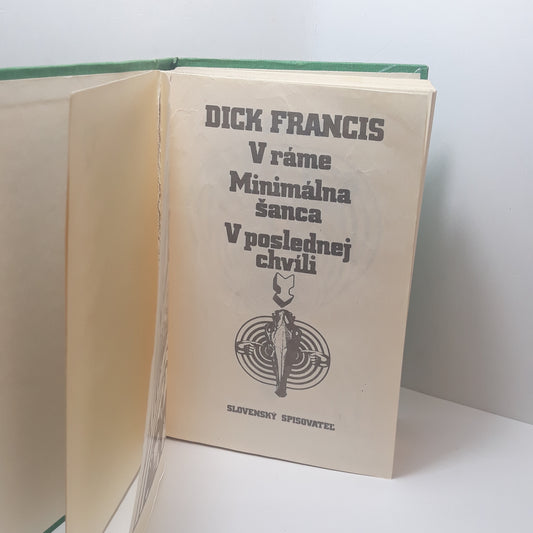 DICK FRANCIS
V ráme
Minimálna
šanca
V poslednej
chvíli
SLOVENSKÝ SPISOVATEĽ